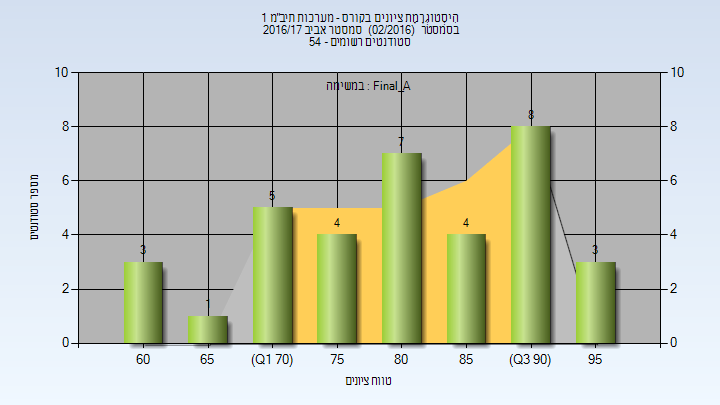 היסטוגרמת ציונים בקורס - מערכות תיב"מ 1
בסמסטר (02/2016) סמסטר אביב 2016/17
סטודנטים רשומים - 54
במשימה : Final_A
מספר סטודנטים
10 10
8 8
6 6
4 4
2 2
0 0
3 1 5 4 7 4 8 3
60 65 (Q1 70) 75 80 85 (Q3 90) 95
טווח ציונים